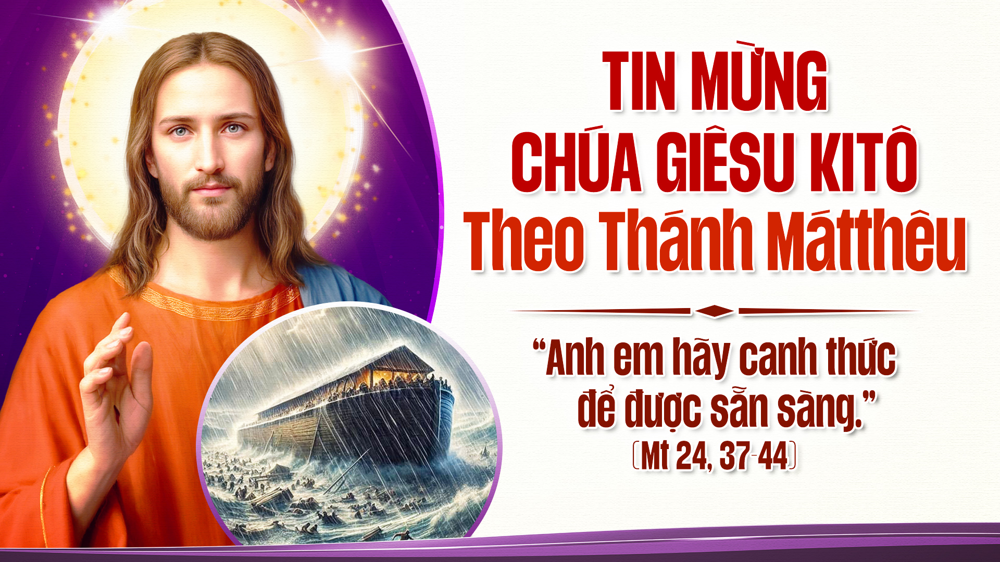 TIN MỪNG
CHÚA GIÊSU KITÔ
Theo Thánh Mátthêu
“Anh em hãy canh thức
để được sẵn sàng.”
(Mt 24, 37-44)